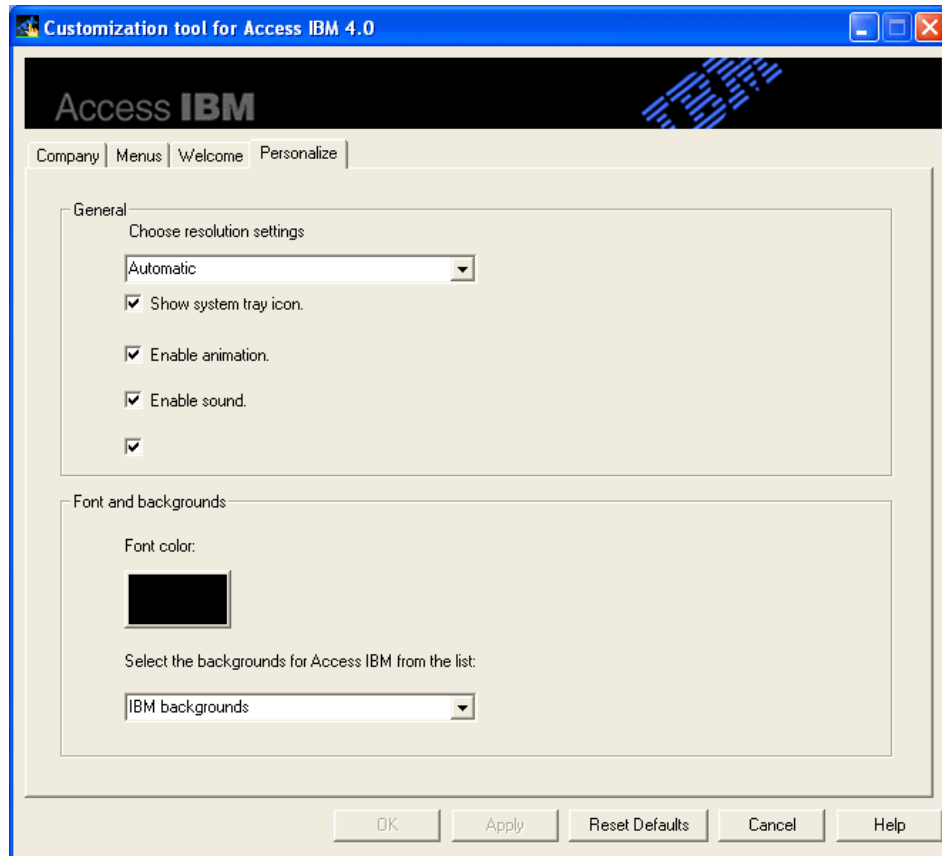 Customization tool for Access IBM 4.0
Access IBM
IBM
Company Menus Welcome Personalize
General
Choose resolution settings
Automatic
Show system tray icon.
Enable animation.
Enable sound.
Font and backgrounds
Font color:
Select the backgrounds for Access IBM from the list:
IBM backgrounds
OK Apply Reset Defaults Cancel Help